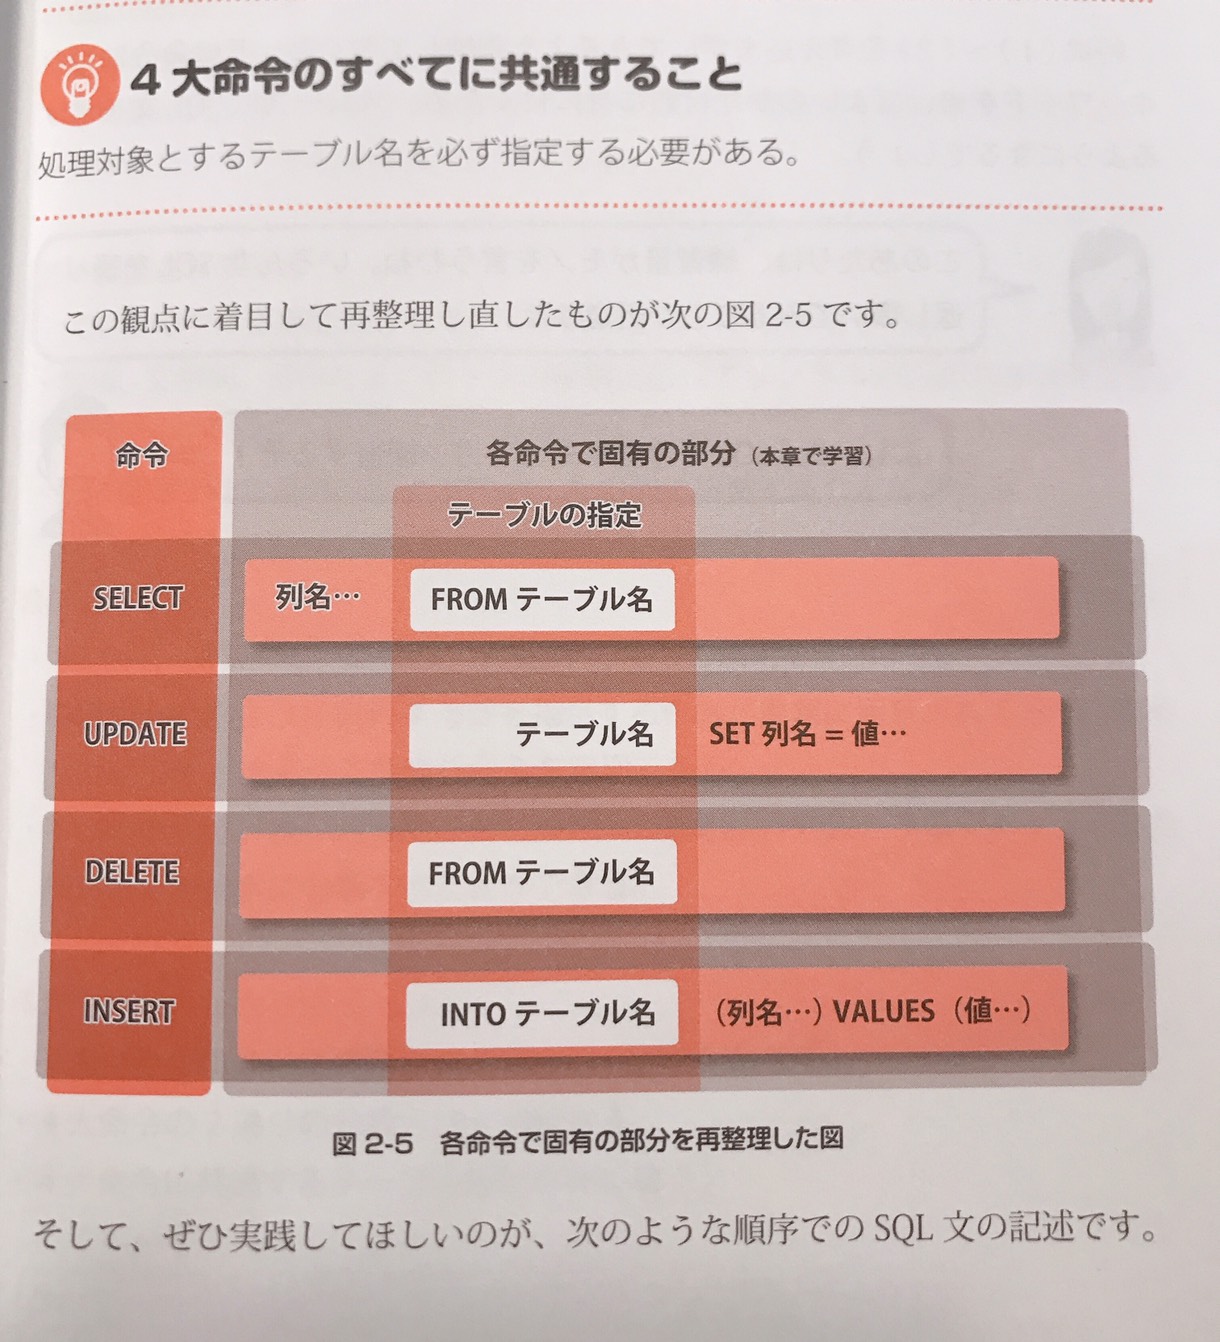 4大命令のすべてに共通すること
処理対象とするテーブル名を必ず指定する必要がある。
この観点に着目して再整理し直したものが次の図 2-5 です。
命令
各命令で固有の部分（本章で学習）
テーブルの指定
SELECT 列名… FROM テーブル名
UPDATE テーブル名 SET 列名 = 値…
DELETE FROM テーブル名
INSERT INTO テーブル名 （列名…）VALUES（値…）
図 2-5 各命令で固有の部分を再整理した図
そして、ぜひ実践してほしいのが、次のような順序での SQL 文の記述です。